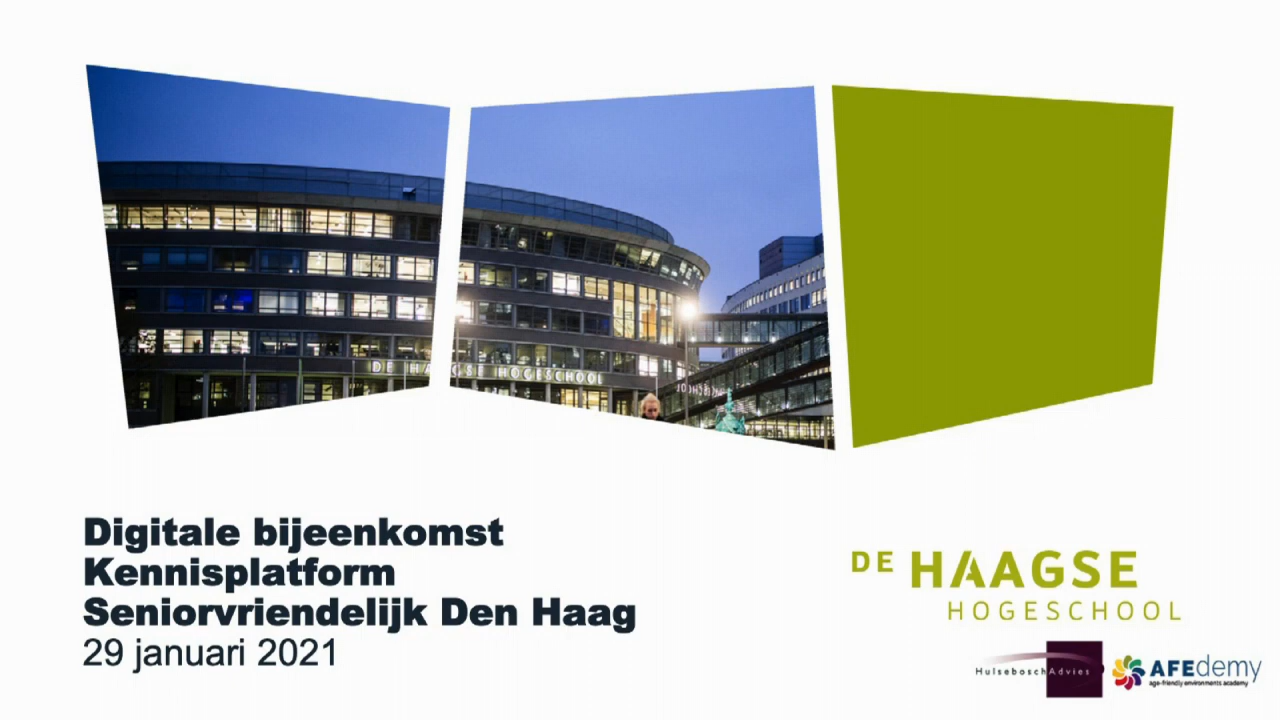 DE HAAGSE HOGESCHOOL
Digitale bijeenkomst
Kennisplatform
Seniorvriendelijk Den Haag
29 januari 2021
DE HAAGSE
HOGESCHOOL
HulseboschAdvies
AFEdemy
age-friendly environments academy